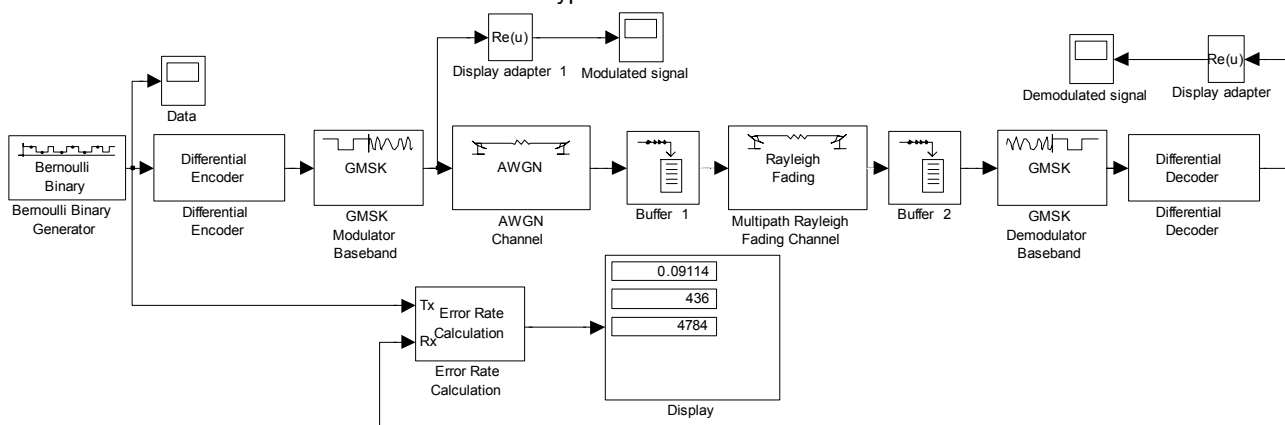 yp
Re(u)
Display adapter 1
Modulated signal
Demodulated signal
Re(u)
Display adapter
Data
Bernoulli
Binary
Bernoulli Binary
Generator
Differential
Encoder
Differential
Encoder
GMSK
GMSK
Modulator
Baseband
AWGN
AWGN
Channel
Buffer 1
Rayleigh
Fading
Multipath Rayleigh
Fading Channel
Buffer 2
GMSK
GMSK
Demodulator
Baseband
Differential
Decoder
Differential
Decoder
Tx
Rx
Error Rate
Calculation
Error Rate
Calculation
0.09114
436
4784
Display